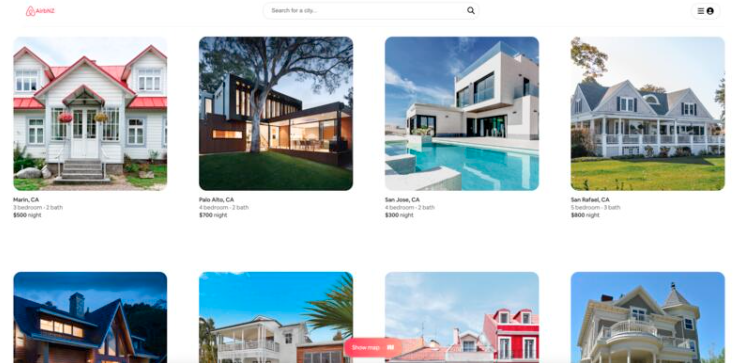 Search for a city...
Marin, CA
3 bedroom - 2 bath
$500 night
Palo Alto, CA
4 bedroom - 2 bath
$700 night
San Jose, CA
4 bedroom - 2 bath
$300 night
San Rafael, CA
5 bedroom - 3 bath
$800 night
Show map